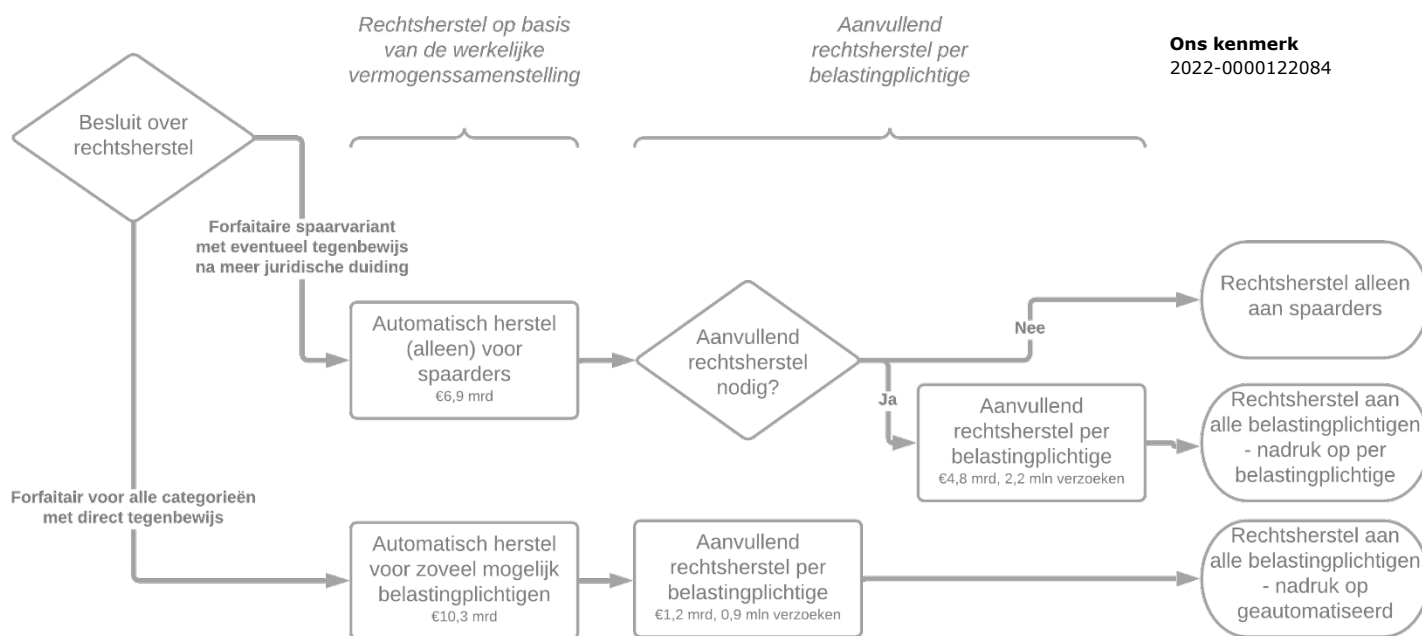 Rechtsherstel op basis
van de werkelijke
vermogenssamenstelling
Aanvullend
rechtsherstel per
belastingplichtige
Ons kenmerk
2022-0000122084
Besluit over
rechtsherstel
Forfaitaire spaarvariant
met eventueel tegenbewijs
na meer juridische duiding
Automatisch herstel
(alleen) voor
spaarders
€6,9 mrd
Aanvullend
rechtsherstel
nodig?
Nee
Rechtsherstel alleen
aan spaarders
Ja
Aanvullend
rechtsherstel per
belastingplichtige
€4,8 mrd, 2,2 mln verzoeken
Rechtsherstel aan
alle belastingplichtigen
- nadruk op per
belastingplichtige
Forfaitair voor alle categorieën
met direct tegenbewijs
Automatisch herstel
voor zoveel mogelijk
belastingplichtigen
€10,3 mrd
Aanvullend
rechtsherstel per
belastingplichtige
€1,2 mrd, 0,9 mln verzoeken
Rechtsherstel aan
alle belastingplichtigen
- nadruk op
geautomatiseerd